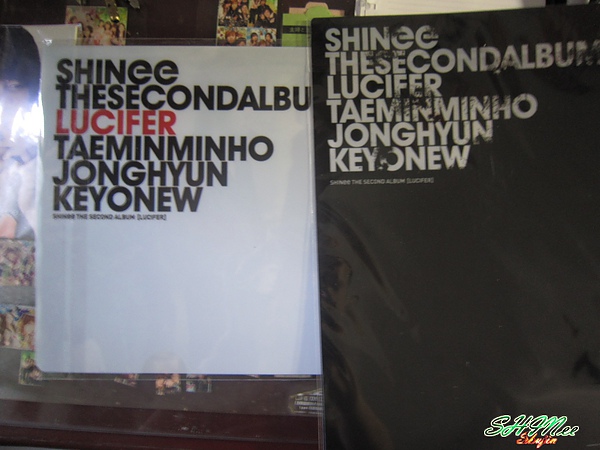 SHINee
THESECONDALBU
LUCIFER
TAEMINMINHO
JONGHYUN
KEYONEW
SHINee THE SECOND ALBUM [LUCIFER]
SHINee
THESECONDALBUM
LUCIFER
TAEMINMINHO
JONGHYUN
KEYONEW
SHINee THE SECOND ALBUM [LUCIFER]